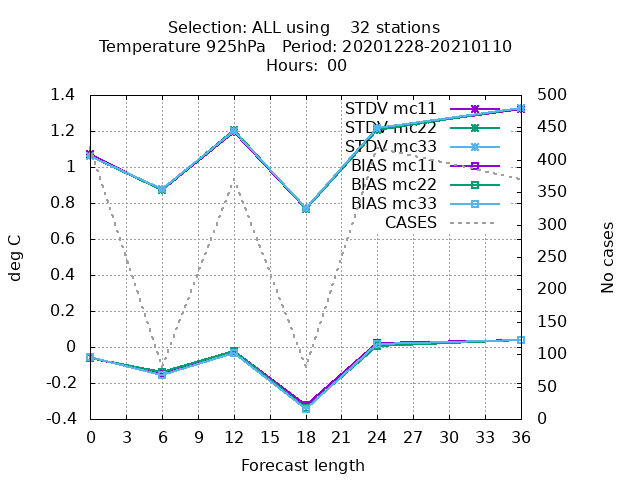 Selection: ALL using    32 stations
Temperature 925hPa   Period: 20201228-20210110
Hours:  00
deg C
1.4
1.2
1
0.8
0.6
0.4
0.2
0
-0.2
-0.4
STDV mc11
STDV mc22
STDV mc33
BIAS mc11
BIAS mc22
BIAS mc33
CASES
500
450
400
350
300
250
200
150
100
50
0
No cases
0 3 6 9 12 15 18 21 24 27 30 33 36
Forecast length